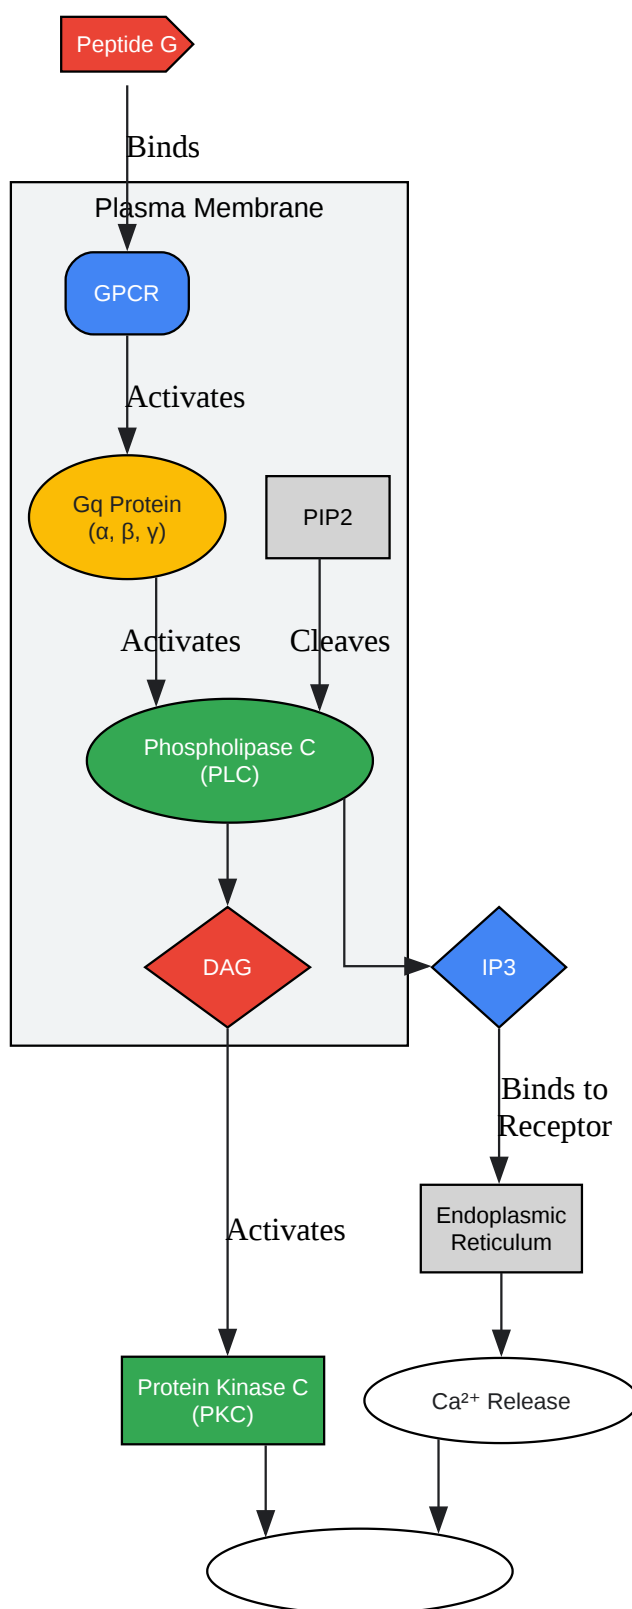 Peptide G
Binds
Plasma Membrane
GPCR
Activates
Gq Protein
(α, β, γ)
PIP2
Activates
Cleaves
Phospholipase C
(PLC)
DAG
IP3
Binds to
Receptor
Endoplasmic
Reticulum
Activates
Protein Kinase C
(PKC)
Ca²⁺ Release